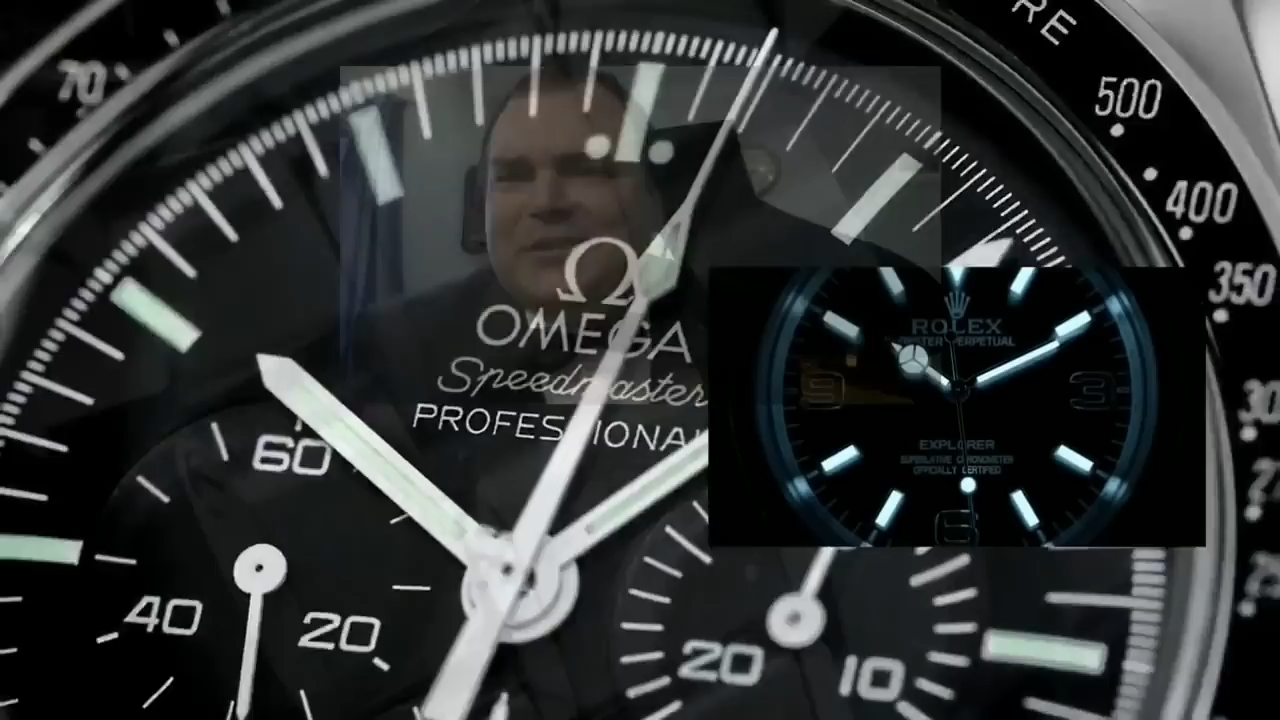 RE
70
500
400
350
Ω
OMEGA
Speedmaster
PROFESSIONAL
60
40
20
20
10
ROLEX
OYSTER PERPETUAL
9
3
EXPLORER
SUPERLATIVE CHRONOMETER
OFFICIALLY CERTIFIED
6